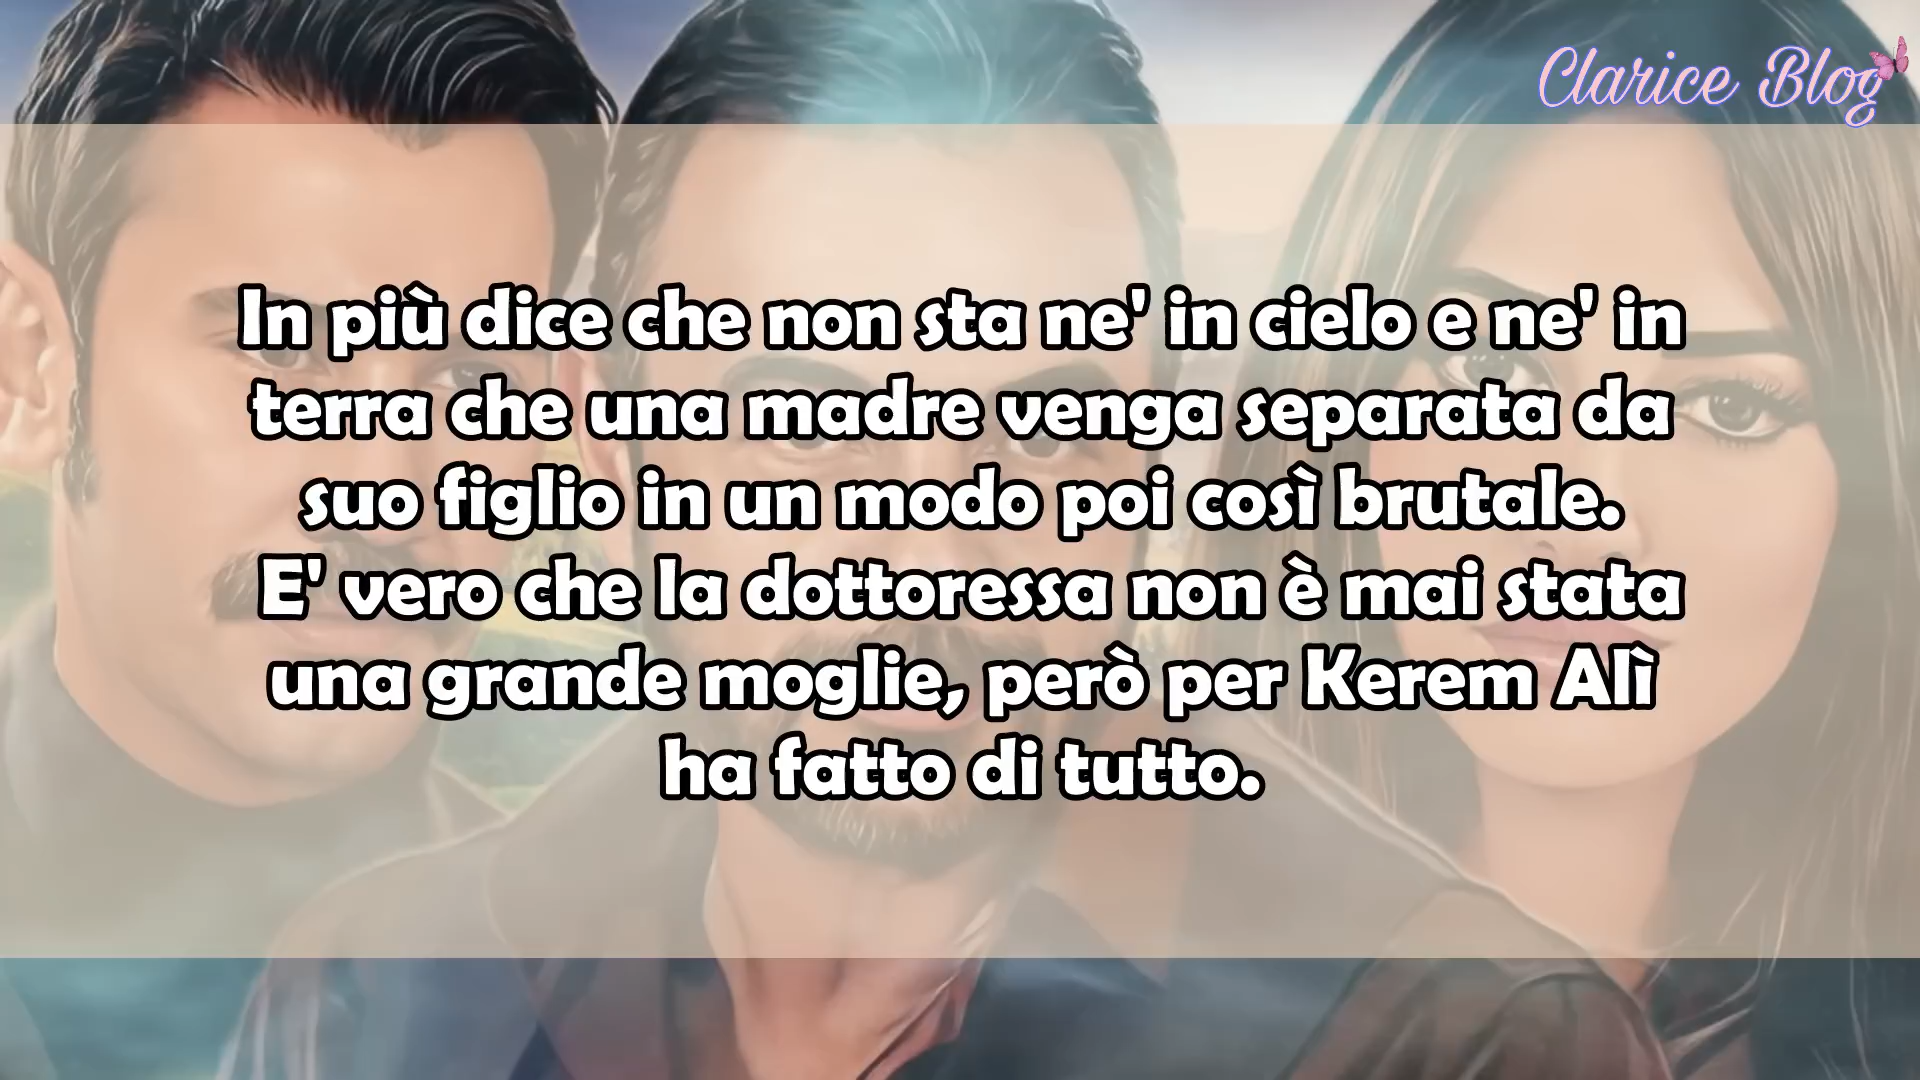 Clarice Blog
In più dice che non sta ne' in cielo e ne' in
terra che una madre venga separata da
suo figlio in un modo poi così brutale.
E' vero che la dottoressa non è mai stata
una grande moglie, però per Kerem Alì
ha fatto di tutto.